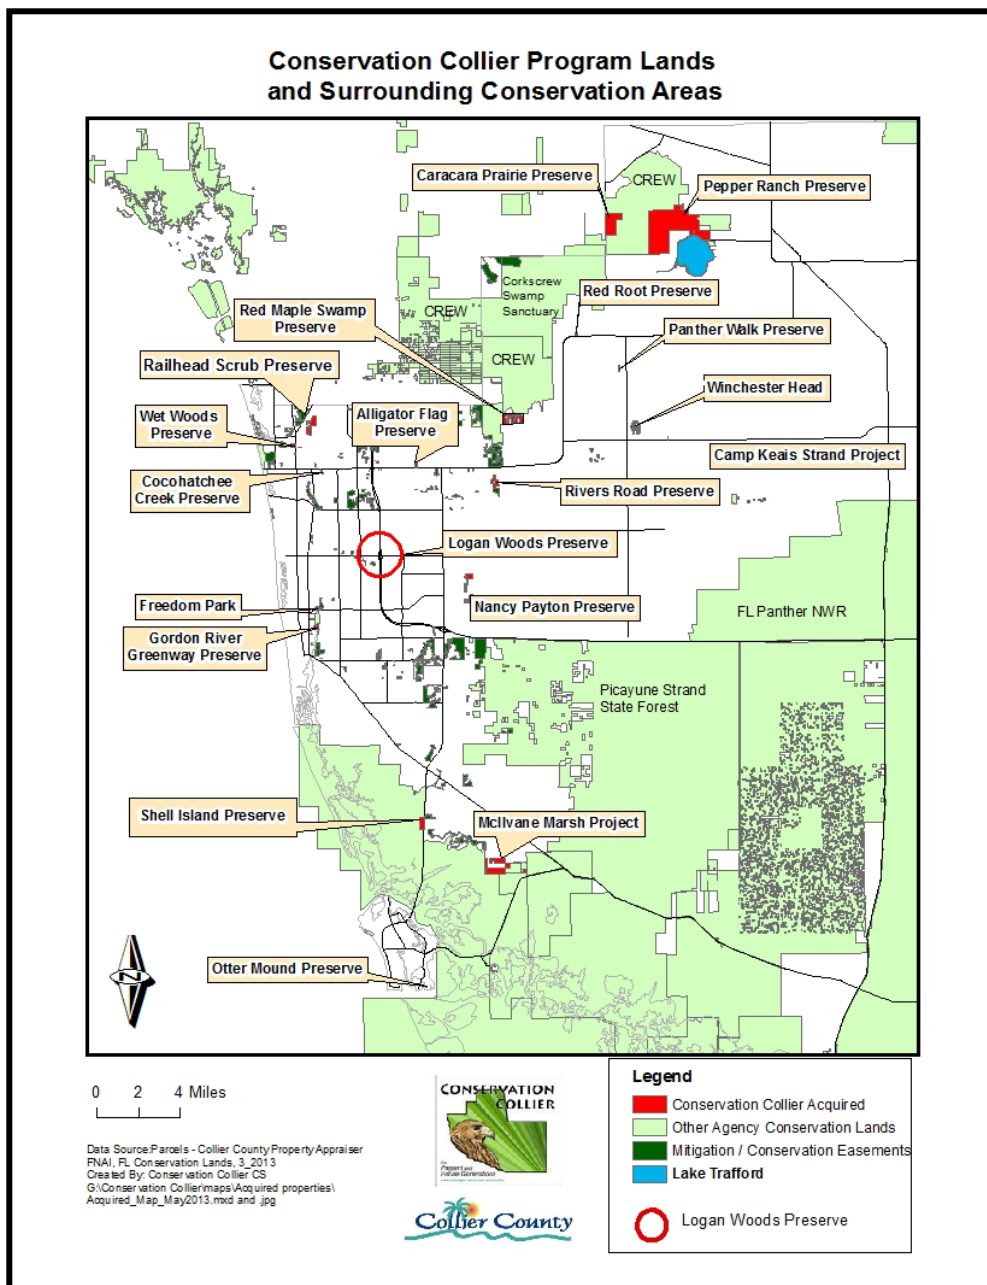 Conservation Collier Program Lands
and Surrounding Conservation Areas
Caracara Prairie Preserve
CREW
Pepper Ranch Preserve
Corkscrew
Swamp
Sanctuary
Red Root Preserve
Red Maple Swamp
Preserve
CREW
Panther Walk Preserve
Railhead Scrub Preserve
CREW
Winchester Head
Wet Woods
Preserve
Alligator Flag
Preserve
Camp Keais Strand Project
Cocohatchee
Creek Preserve
Rivers Road Preserve
Logan Woods Preserve
Freedom Park
Nancy Payton Preserve
FL Panther NWR
Gordon River
Greenway Preserve
Picayune Strand
State Forest
Shell Island Preserve
McIlvane Marsh Project
Otter Mound Preserve
N
0 2 4 Miles
Data Source:Parcels - Collier County Property Appraiser
FNAI, FL Conservation Lands, 3_2013
Created By: Conservation Collier CS
G:\Conservation Collier\maps\Acquired properties\
Acquired_Map_May2013.mxd and .jpg
CONSERVATION
COLLIER
For
Present and
Future Generations
Collier County
Legend
Conservation Collier Acquired
Other Agency Conservation Lands
Mitigation / Conservation Easements
Lake Trafford
Logan Woods Preserve